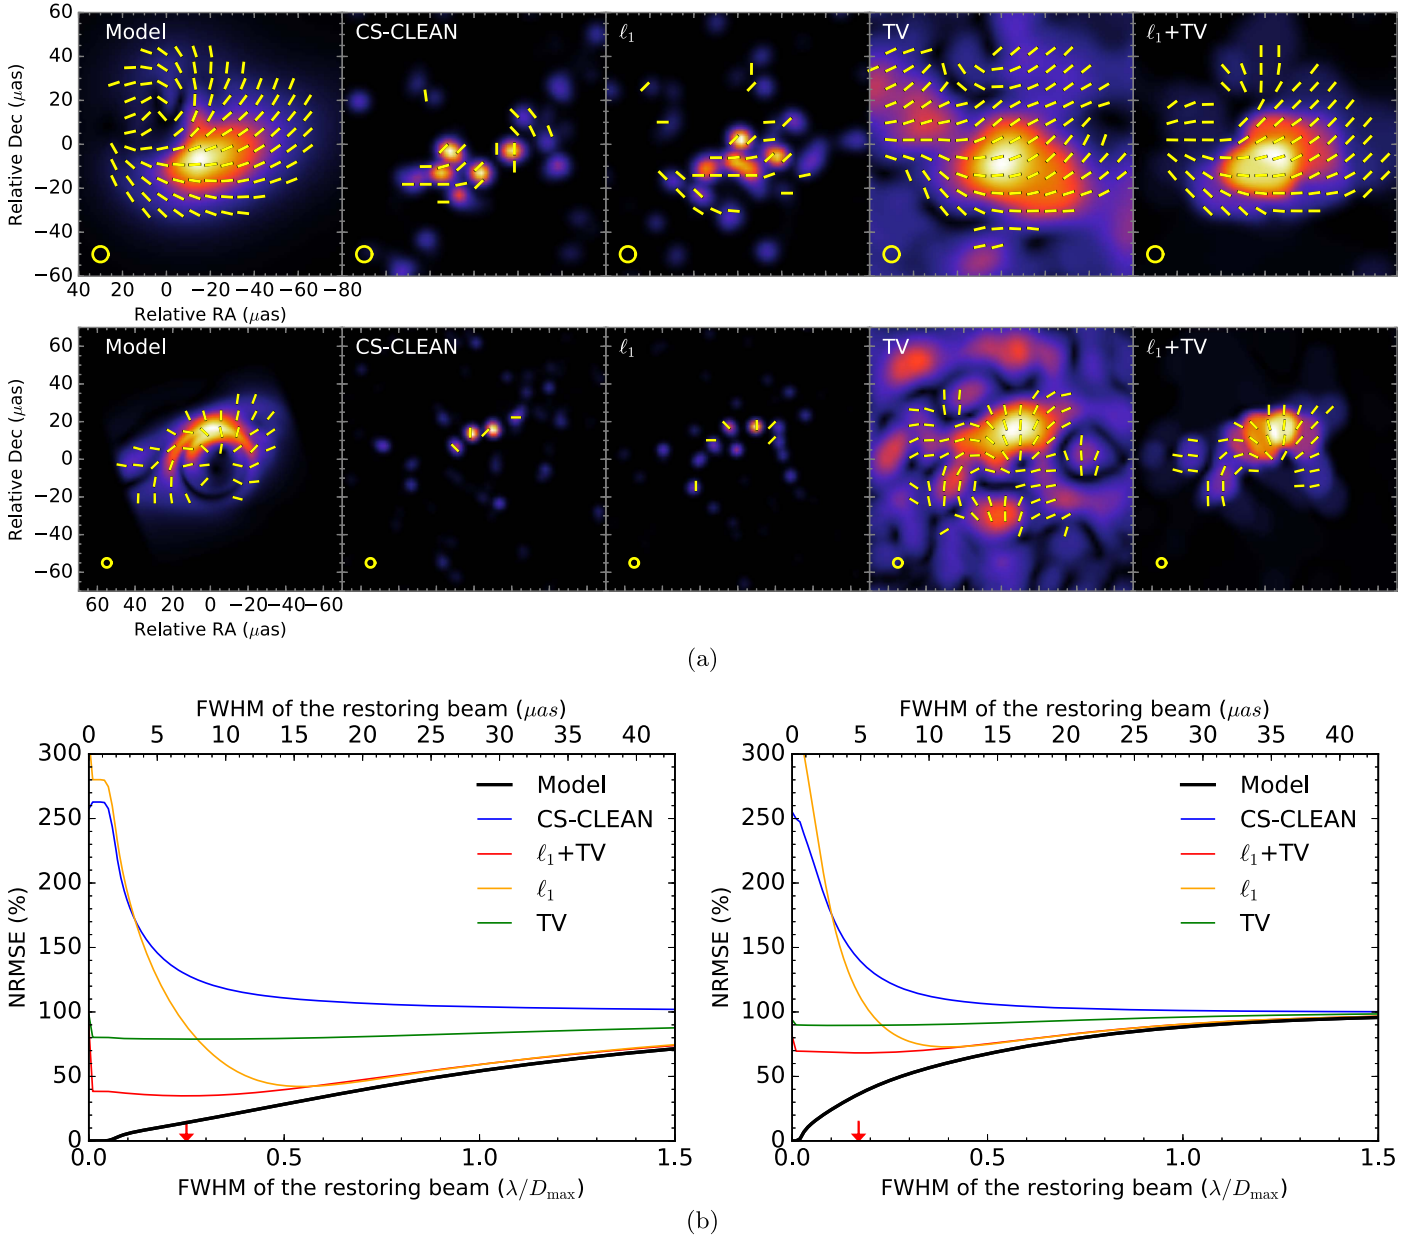 Model CS-CLEAN ℓ₁ TV ℓ₁+TV
60
40
20
0
−20
−40
−60
Relative Dec (μas)
40 20 0 −20 −40 −60 −80
Relative RA (μas)
Model CS-CLEAN ℓ₁ TV ℓ₁+TV
60
40
20
0
−20
−40
−60
Relative Dec (μas)
60 40 20 0 −20 −40 −60
Relative RA (μas)
(a)
FWHM of the restoring beam (μas)
0 5 10 15 20 25 30 35 40
300
250
200
150
100
50
0
NRMSE (%)
Model
CS-CLEAN
ℓ₁+TV
ℓ₁
TV
0.0 0.5 1.0 1.5
FWHM of the restoring beam (λ/D_max)
FWHM of the restoring beam (μas)
0 5 10 15 20 25 30 35 40
300
250
200
150
100
50
0
NRMSE (%)
Model
CS-CLEAN
ℓ₁+TV
ℓ₁
TV
0.0 0.5 1.0 1.5
FWHM of the restoring beam (λ/D_max)
(b)